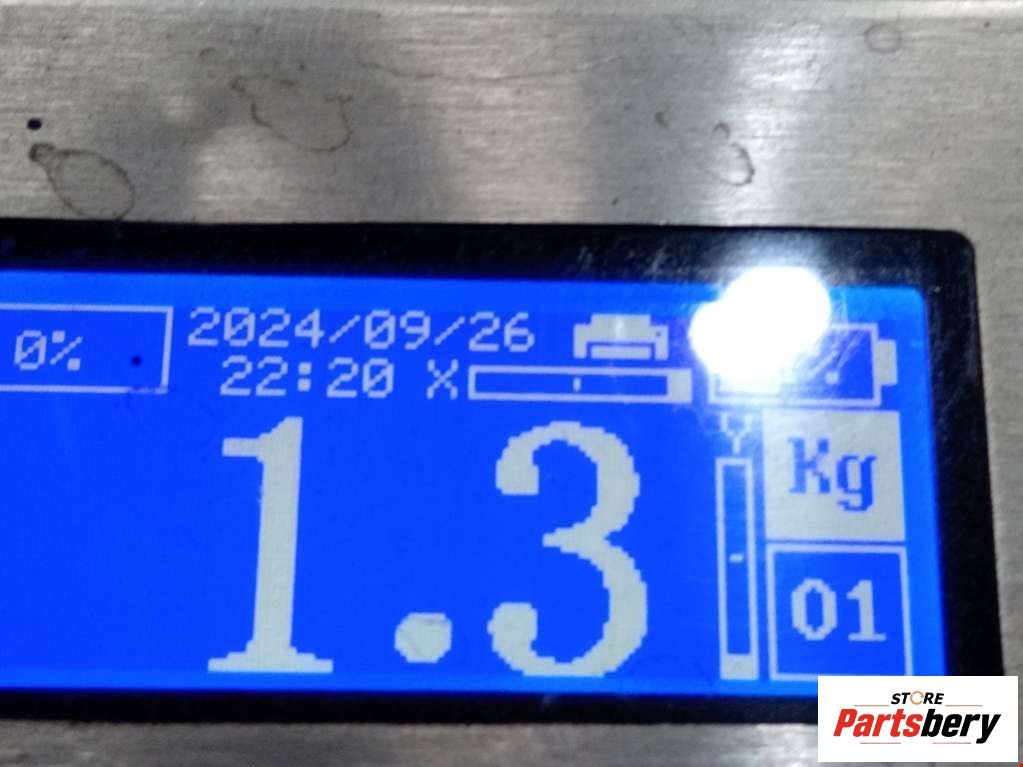 0%
2024/09/26
22:20 X
Y
1.3
Kg
01
STORE
Partsbery